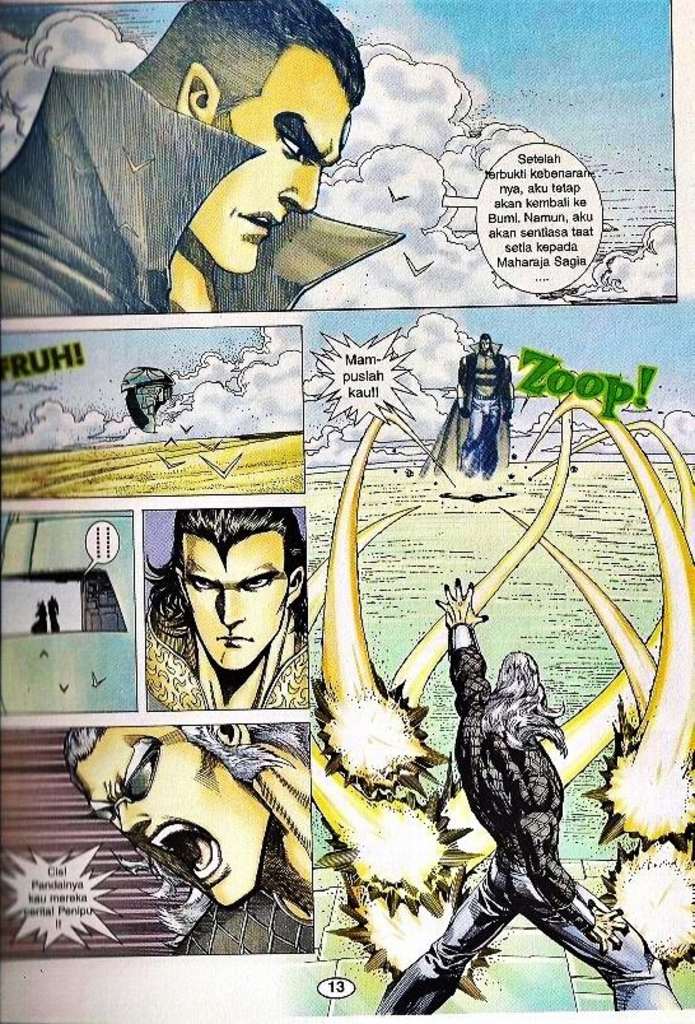 Setelah
terbukti kebenaran-
nya, aku tetap
akan kembali ke
Bumi. Namun, aku
akan sentiasa taat
setia kepada
Maharaja Sagia
....
FRUH!
Mam-
puslah
kau!!
Zoop!
Cis!
Pandainya
kau mereka
cerita! Penipu
!!
13